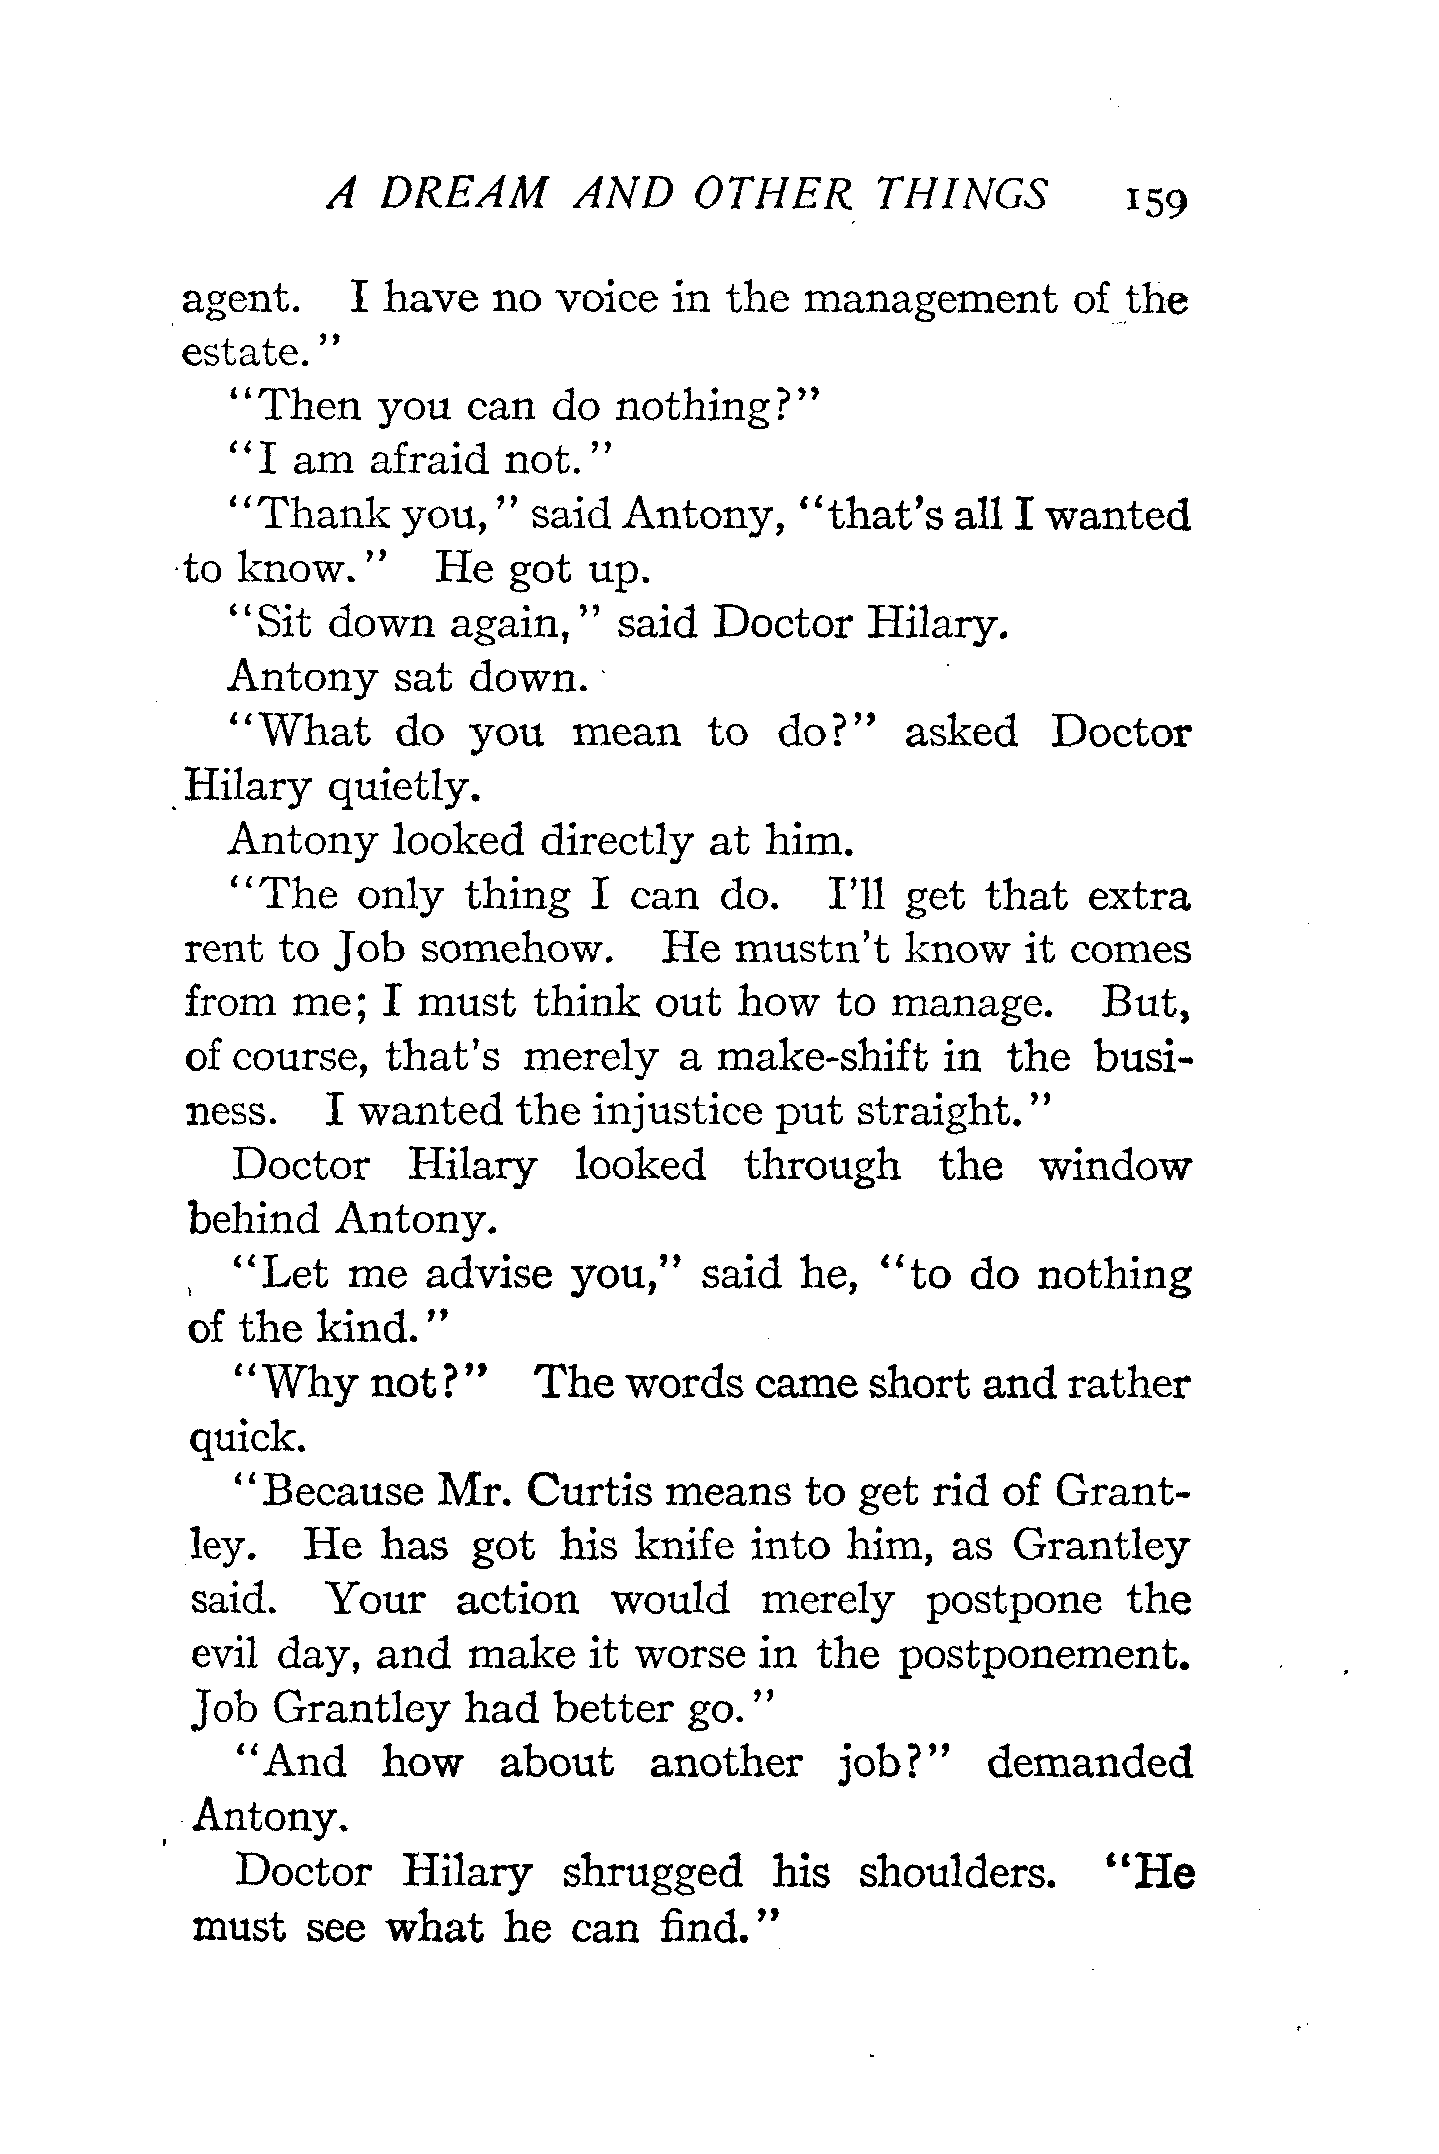 A DREAM AND OTHER THINGS 159
agent. I have no voice in the management of the
estate."
"Then you can do nothing?"
"I am afraid not."
"Thank you," said Antony, "that's all I wanted
to know." He got up.
"Sit down again," said Doctor Hilary.
Antony sat down.
"What do you mean to do?" asked Doctor
Hilary quietly.
Antony looked directly at him.
"The only thing I can do. I'll get that extra
rent to Job somehow. He mustn't know it comes
from me; I must think out how to manage. But,
of course, that's merely a make-shift in the busi-
ness. I wanted the injustice put straight."
Doctor Hilary looked through the window
behind Antony.
"Let me advise you," said he, "to do nothing
of the kind."
"Why not?" The words came short and rather
quick.
"Because Mr. Curtis means to get rid of Grant-
ley. He has got his knife into him, as Grantley
said. Your action would merely postpone the
evil day, and make it worse in the postponement.
Job Grantley had better go."
"And how about another job?" demanded
Antony.
Doctor Hilary shrugged his shoulders. "He
must see what he can find."